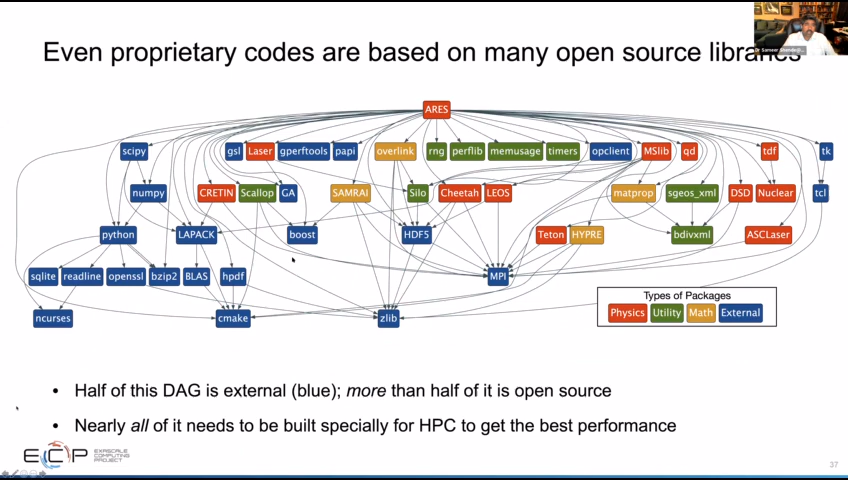 Even proprietary codes are based on many open source libraries
ARES
scipy gsl Laser gperftools papi overlink rng perflib memusage timers opclient MSlib qd tdf tk
numpy CRETIN Scallop GA SAMRAI Silo Cheetah LEOS matprop sgeos_xml DSD Nuclear tcl
python LAPACK boost HDF5 Teton HYPRE bdivxml ASCLaser
sqlite readline openssl bzip2 BLAS hpdf MPI
ncurses cmake zlib
Types of Packages
Physics Utility Math External
• Half of this DAG is external (blue); more than half of it is open source
• Nearly all of it needs to be built specially for HPC to get the best performance
ECP EXASCALE
COMPUTING
PROJECT
37